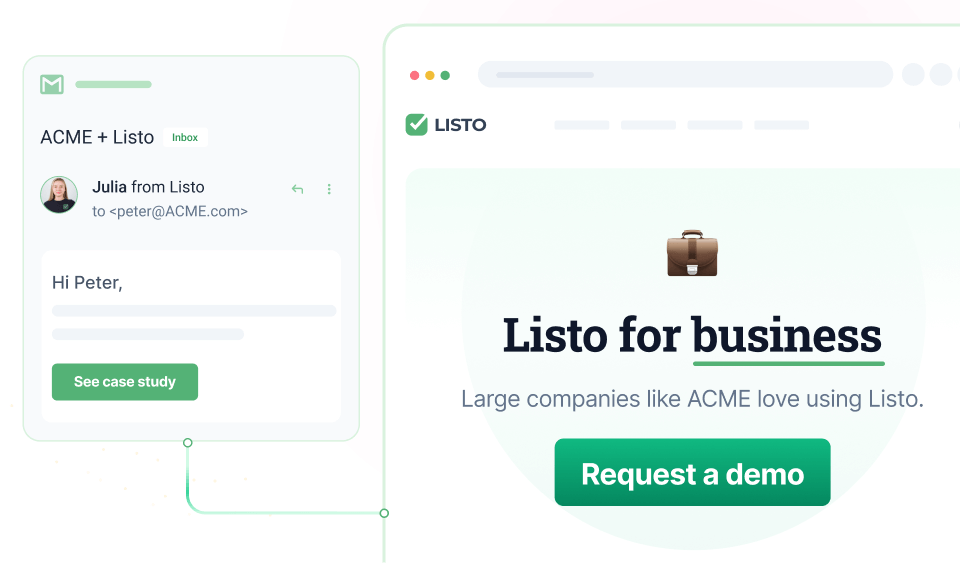 ACME + Listo Inbox
Julia from Listo
to <peter@ACME.com>
Hi Peter,
See case study
LISTO
Listo for business
Large companies like ACME love using Listo.
Request a demo